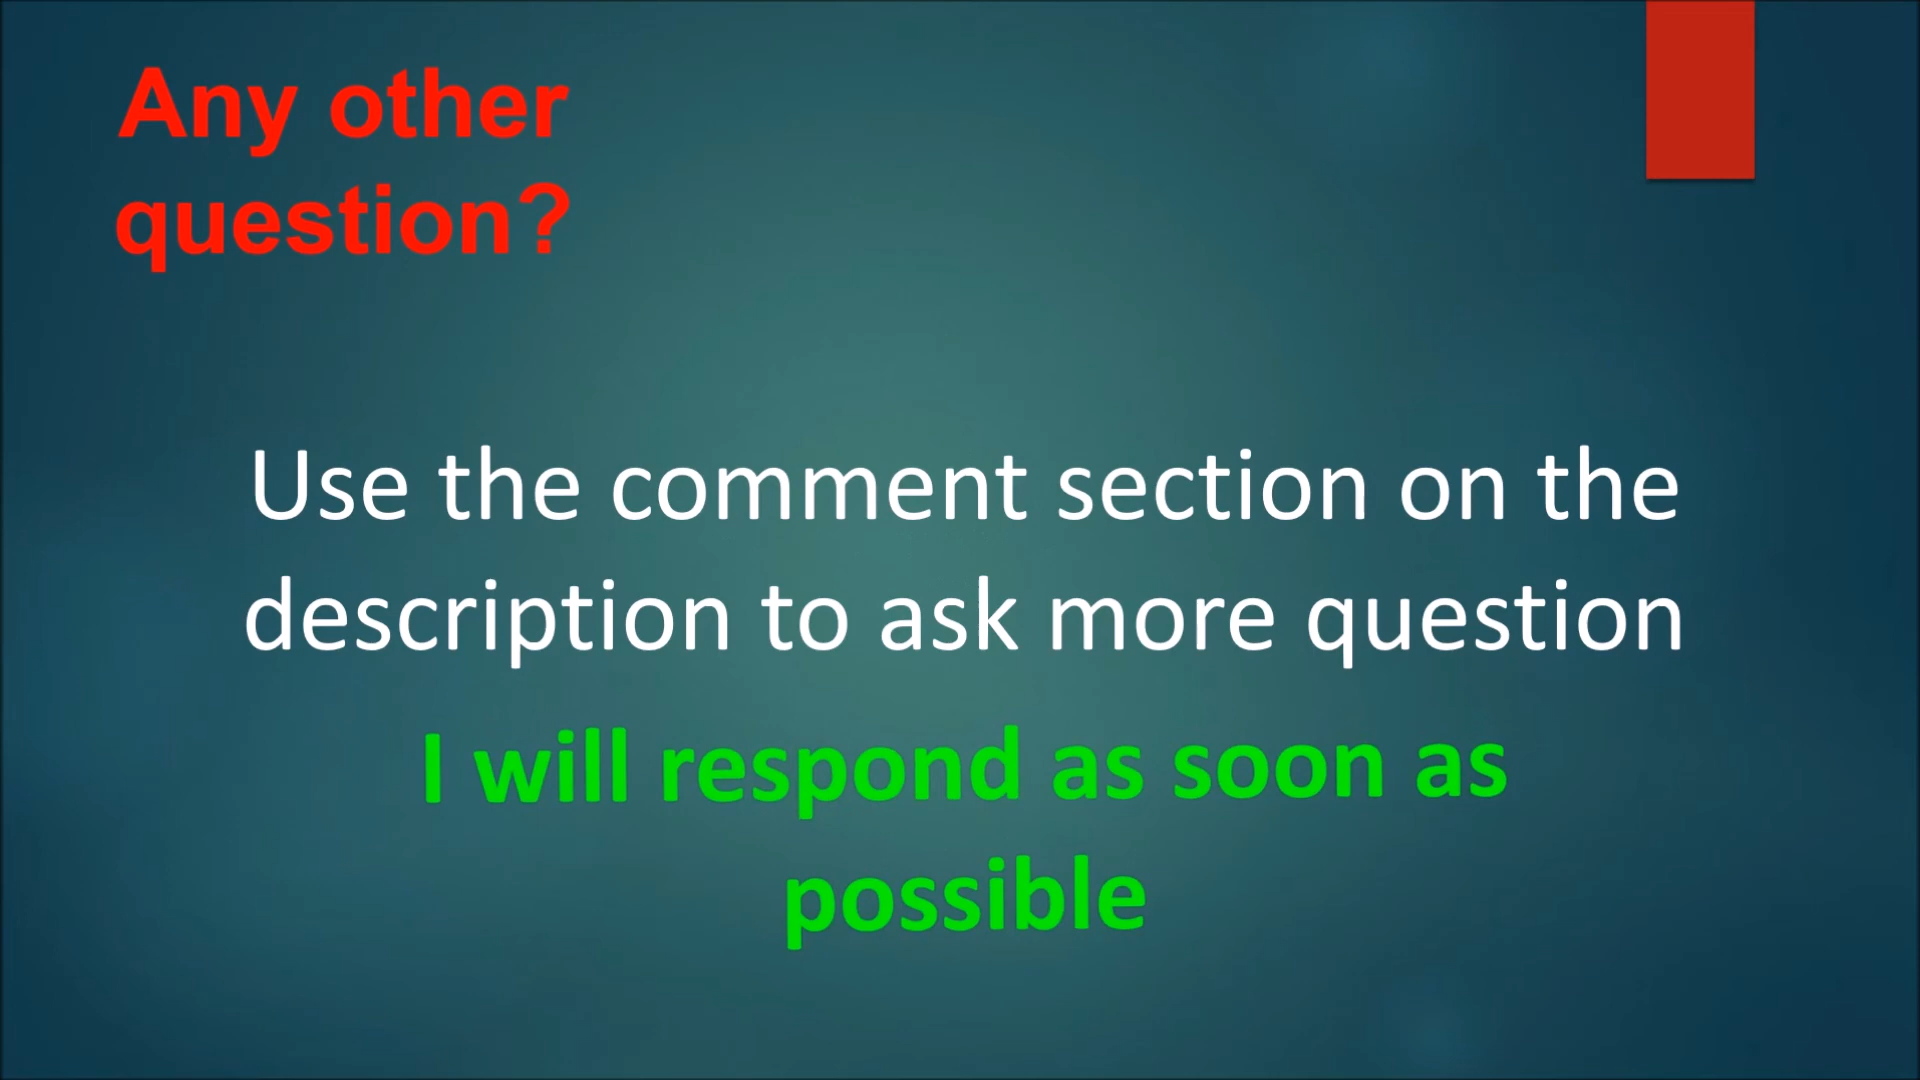 Any other
question?
Use the comment section on the
description to ask more question
I will respond as soon as
possible